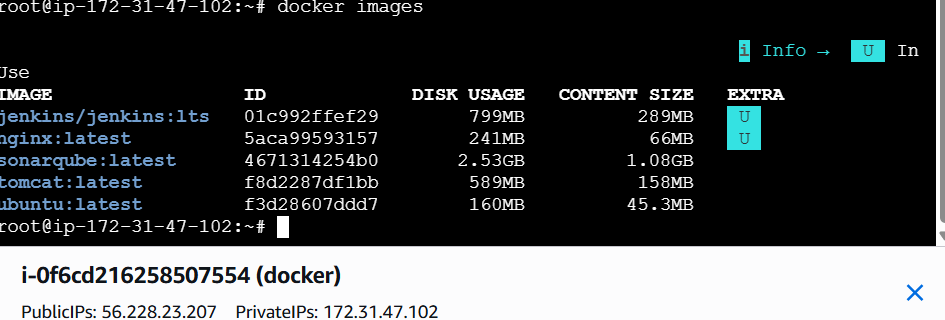 root@ip-172-31-47-102:~# docker images
i Info → U In
Use
IMAGE ID DISK USAGE CONTENT SIZE EXTRA
jenkins/jenkins:lts 01c992ffef29 799MB 289MB U
nginx:latest 5aca99593157 241MB 66MB U
sonarqube:latest 4671314254b0 2.53GB 1.08GB
tomcat:latest f8d2287df1bb 589MB 158MB
ubuntu:latest f3d28607ddd7 160MB 45.3MB
root@ip-172-31-47-102:~#
i-0f6cd216258507554 (docker)
PublicIPs: 56.228.23.207 PrivateIPs: 172.31.47.102